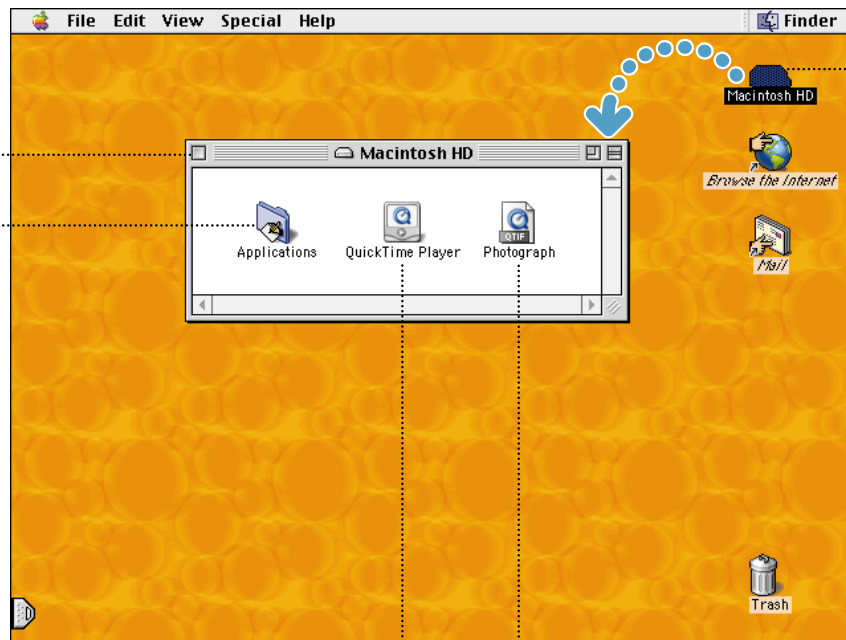 File Edit View Special Help Finder
Macintosh HD
Macintosh HD
Browse the Internet
Applications QuickTime Player Photograph
QTIF
Mail
Trash